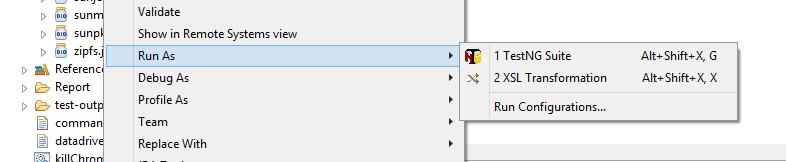 sunjc
sunm
sunpk
zipfs.j
Reference
Report
test-outp
comman
datadrive
killChrom
Validate
Show in Remote Systems view
Run As
Debug As
Profile As
Team
Replace With
1 TestNG Suite Alt+Shift+X, G
2 XSL Transformation Alt+Shift+X, X
Run Configurations...